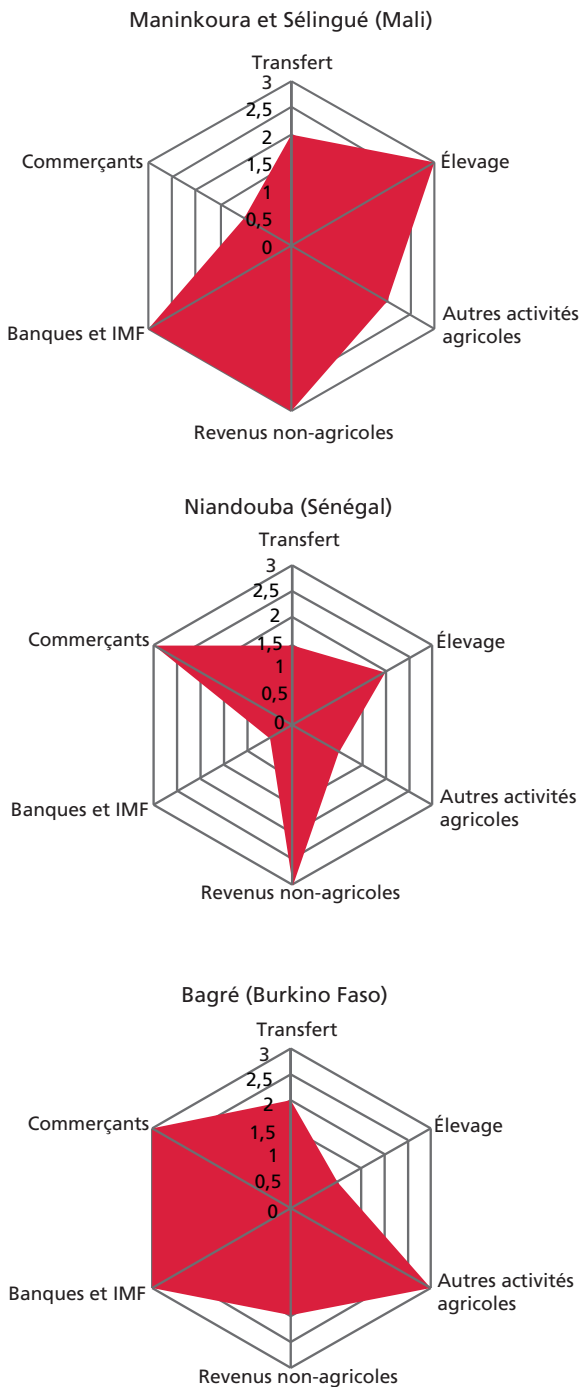 Maninkoura et Sélingué (Mali)
Transfert
3
2,5
2
1,5
1
0,5
0
Commerçants
Élevage
Banques et IMF
Autres activités
agricoles
Revenus non-agricoles
Niandouba (Sénégal)
Transfert
3
2,5
2
1,5
1
0,5
0
Commerçants
Élevage
Banques et IMF
Autres activités
agricoles
Revenus non-agricoles
Bagré (Burkino Faso)
Transfert
3
2,5
2
1,5
1
0,5
0
Commerçants
Élevage
Banques et IMF
Autres activités
agricoles
Revenus non-agricoles